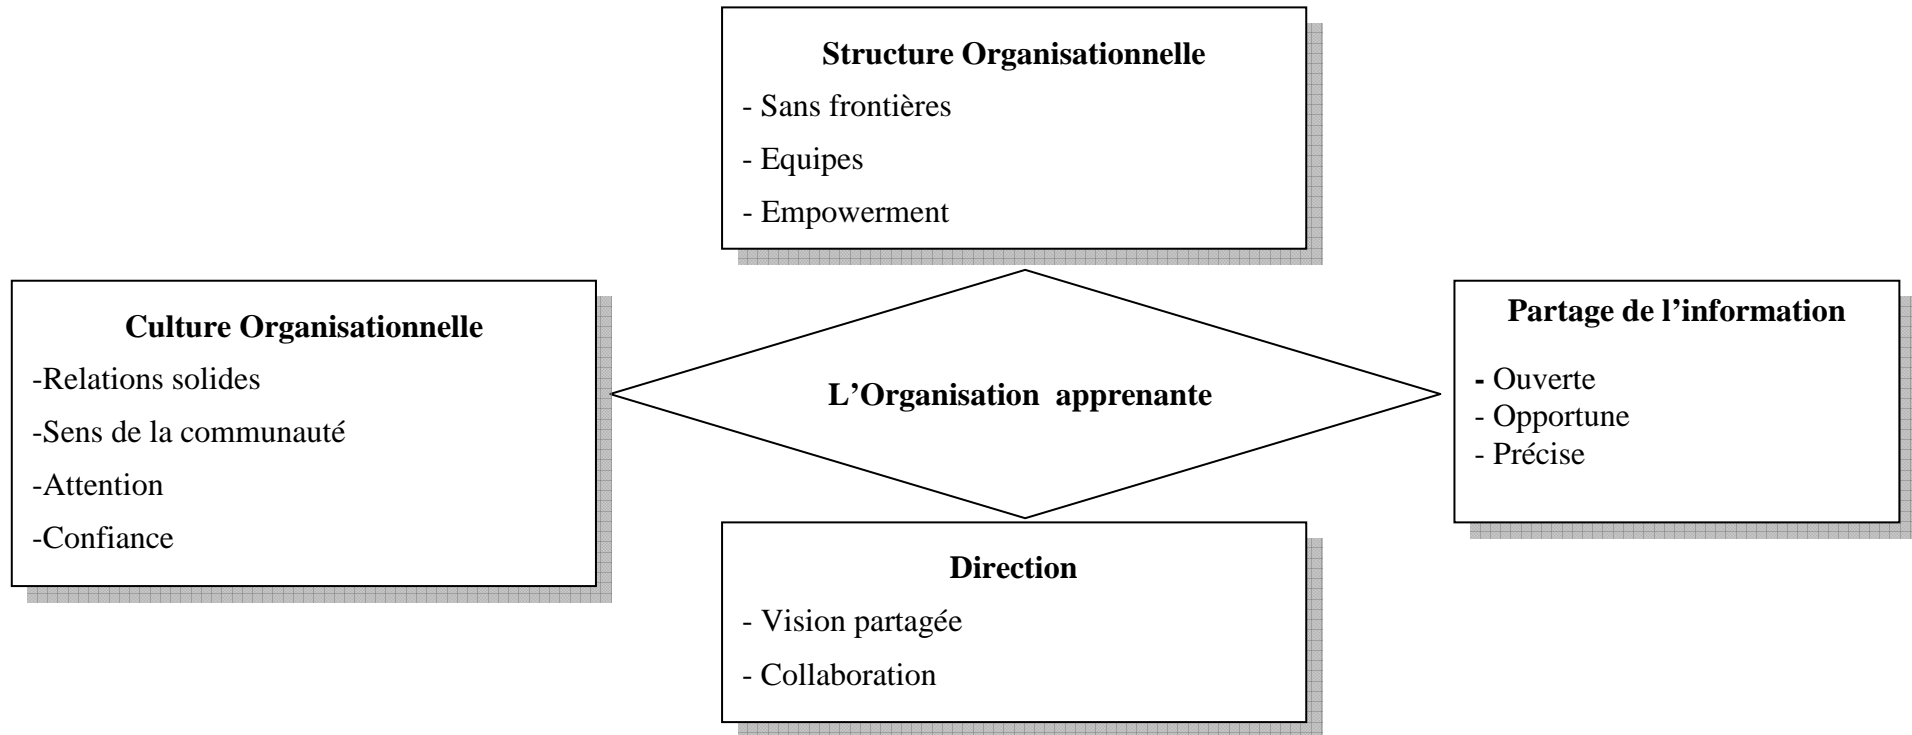 Structure Organisationnelle
- Sans frontières
- Equipes
- Empowerment
Culture Organisationnelle
-Relations solides
-Sens de la communauté
-Attention
-Confiance
L’Organisation  apprenante
Partage de l’information
- Ouverte
- Opportune
- Précise
Direction
- Vision partagée
- Collaboration